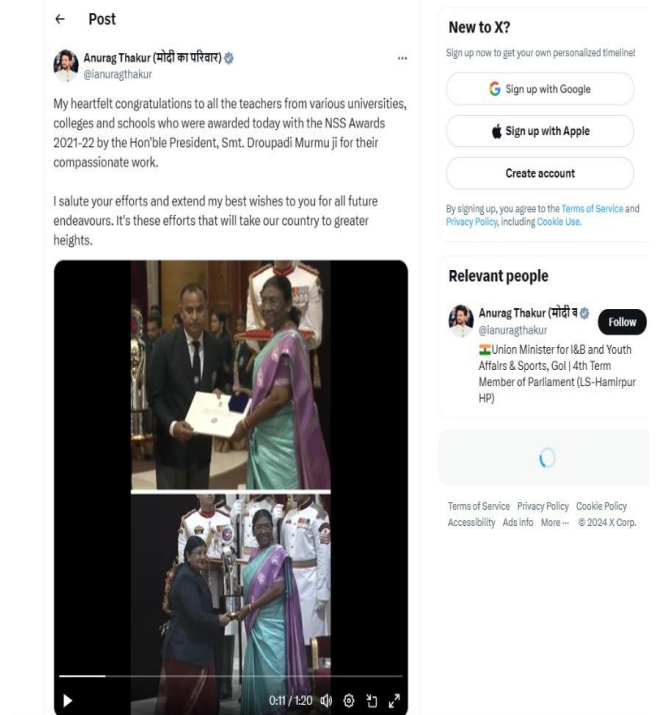 Post
Anurag Thakur (मोदी का परिवार)
@ianuragthakur
My heartfelt congratulations to all the teachers from various universities,
colleges and schools who were awarded today with the NSS Awards
2021-22 by the Hon'ble President, Smt. Droupadi Murmu ji for their
compassionate work.
I salute your efforts and extend my best wishes to you for all future
endeavours. It's these efforts that will take our country to greater
heights.
0:11 / 1:20
New to X?
Sign up now to get your own personalized timeline!
Sign up with Google
Sign up with Apple
Create account
By signing up, you agree to the Terms of Service and
Privacy Policy, including Cookie Use.
Relevant people
Anurag Thakur (मोदी व
@ianuragthakur
Follow
Union Minister for I&B and Youth
Affairs & Sports, GoI | 4th Term
Member of Parliament (LS-Hamirpur
HP)
Terms of Service Privacy Policy Cookie Policy
Accessibility Ads info More ... © 2024 X Corp.